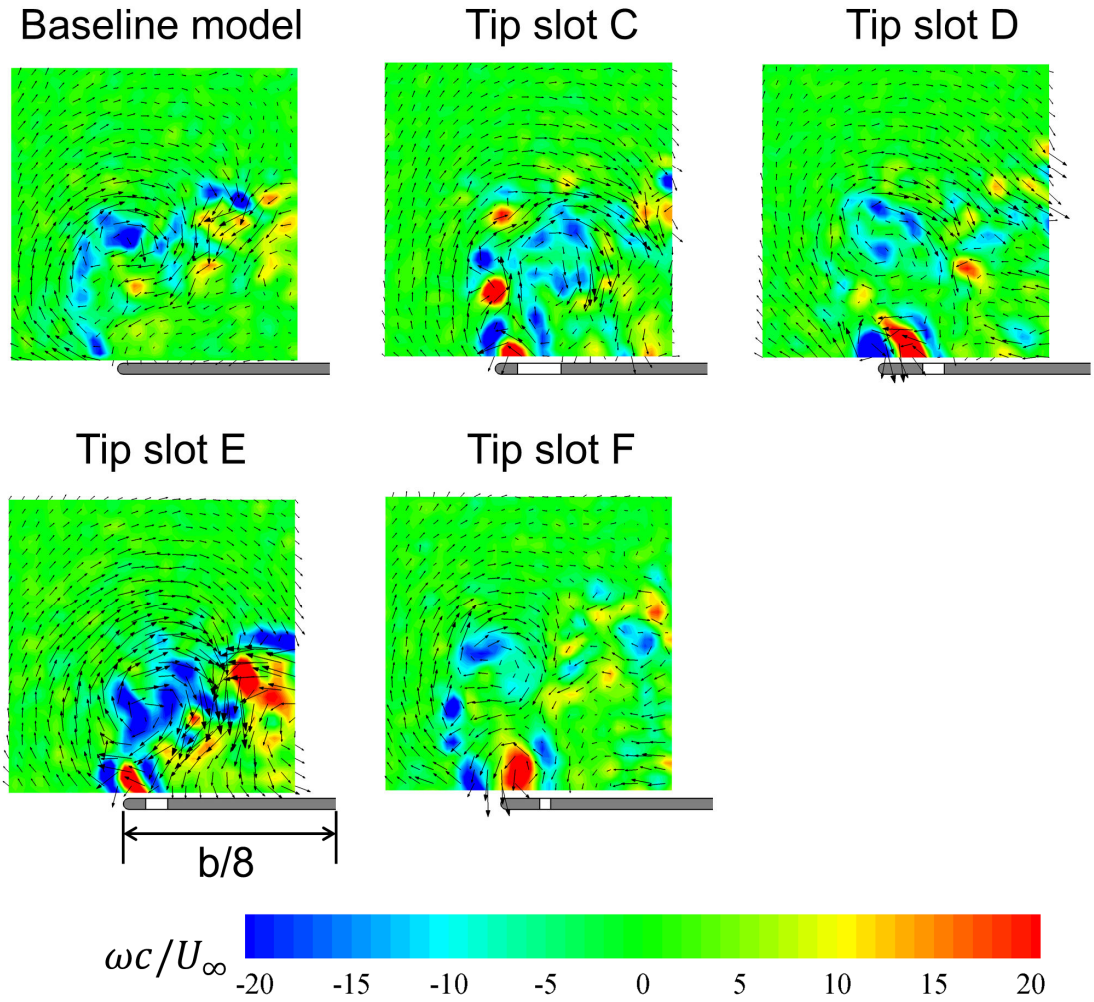 Baseline model
Tip slot C
Tip slot D
Tip slot E
Tip slot F
b/8
ωc/U∞
-20 -15 -10 -5 0 5 10 15 20